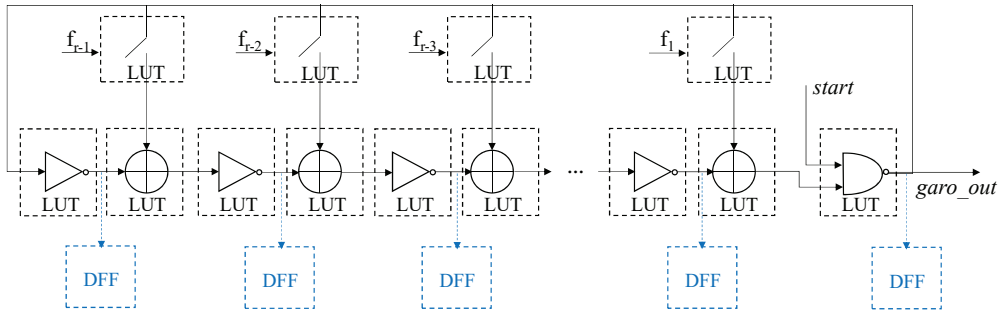 f_{r-1}
LUT
f_{r-2}
LUT
f_{r-3}
LUT
f_1
LUT
start
LUT
LUT
LUT
LUT
LUT
LUT
...
LUT
LUT
LUT
garo_out
DFF
DFF
DFF
DFF
DFF